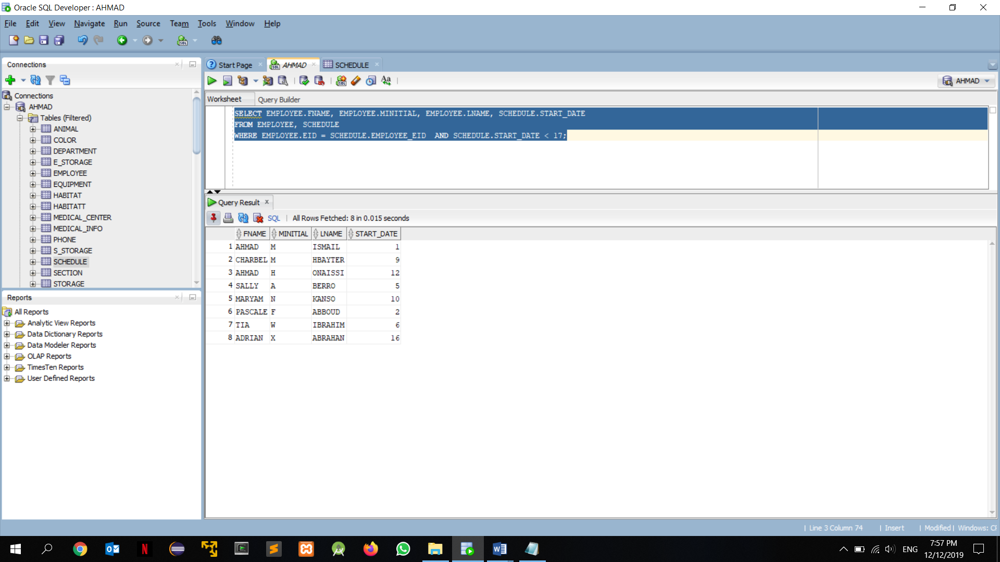 Oracle SQL Developer : AHMAD
File Edit View Navigate Run Source Team Tools Window Help
Connections
Start Page
AHMAD
SCHEDULE
AHMAD
Worksheet
Query Builder
Connections
AHMAD
Tables (Filtered)
ANIMAL
COLOR
DEPARTMENT
E_STORAGE
EMPLOYEE
EQUIPMENT
HABITAT
HABITATT
MEDICAL_CENTER
MEDICAL_INFO
PHONE
S_STORAGE
SCHEDULE
SECTION
STORAGE
SELECT EMPLOYEE.FNAME, EMPLOYEE.MINITIAL, EMPLOYEE.LNAME, SCHEDULE.START_DATE
FROM EMPLOYEE, SCHEDULE
WHERE EMPLOYEE.EID = SCHEDULE.EMPLOYEE_EID  AND SCHEDULE.START_DATE < 17;
Query Result
SQL | All Rows Fetched: 8 in 0.015 seconds
FNAME MINITIAL LNAME START_DATE
1 AHMAD M ISMAIL 1
2 CHARBEL M HBAYTER 9
3 AHMAD H ONAISSI 12
4 SALLY A BERRO 5
5 MARYAM N KANSO 10
6 PASCALE F ABBOUD 2
7 TIA W IBRAHIM 6
8 ADRIAN X ABRAHAN 16
Reports
All Reports
Analytic View Reports
Data Dictionary Reports
Data Modeler Reports
OLAP Reports
TimesTen Reports
User Defined Reports
| Line 3 Column 74 | Insert | Modified | Windows: CF
ENG
7:57 PM
12/12/2019